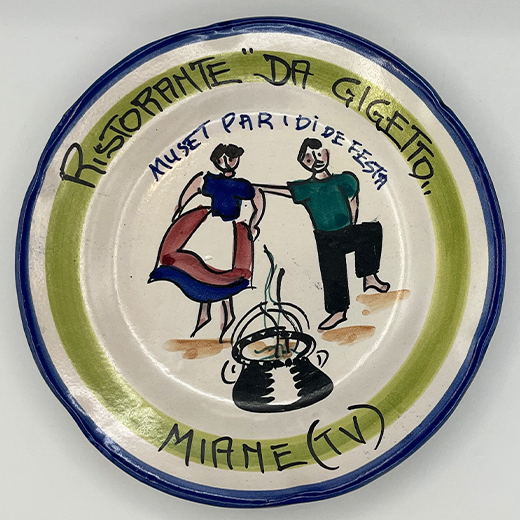 RISTORANTE "DA GIGETTO"
MUSET PAR I DI DE FESTA
MIANE (TV)